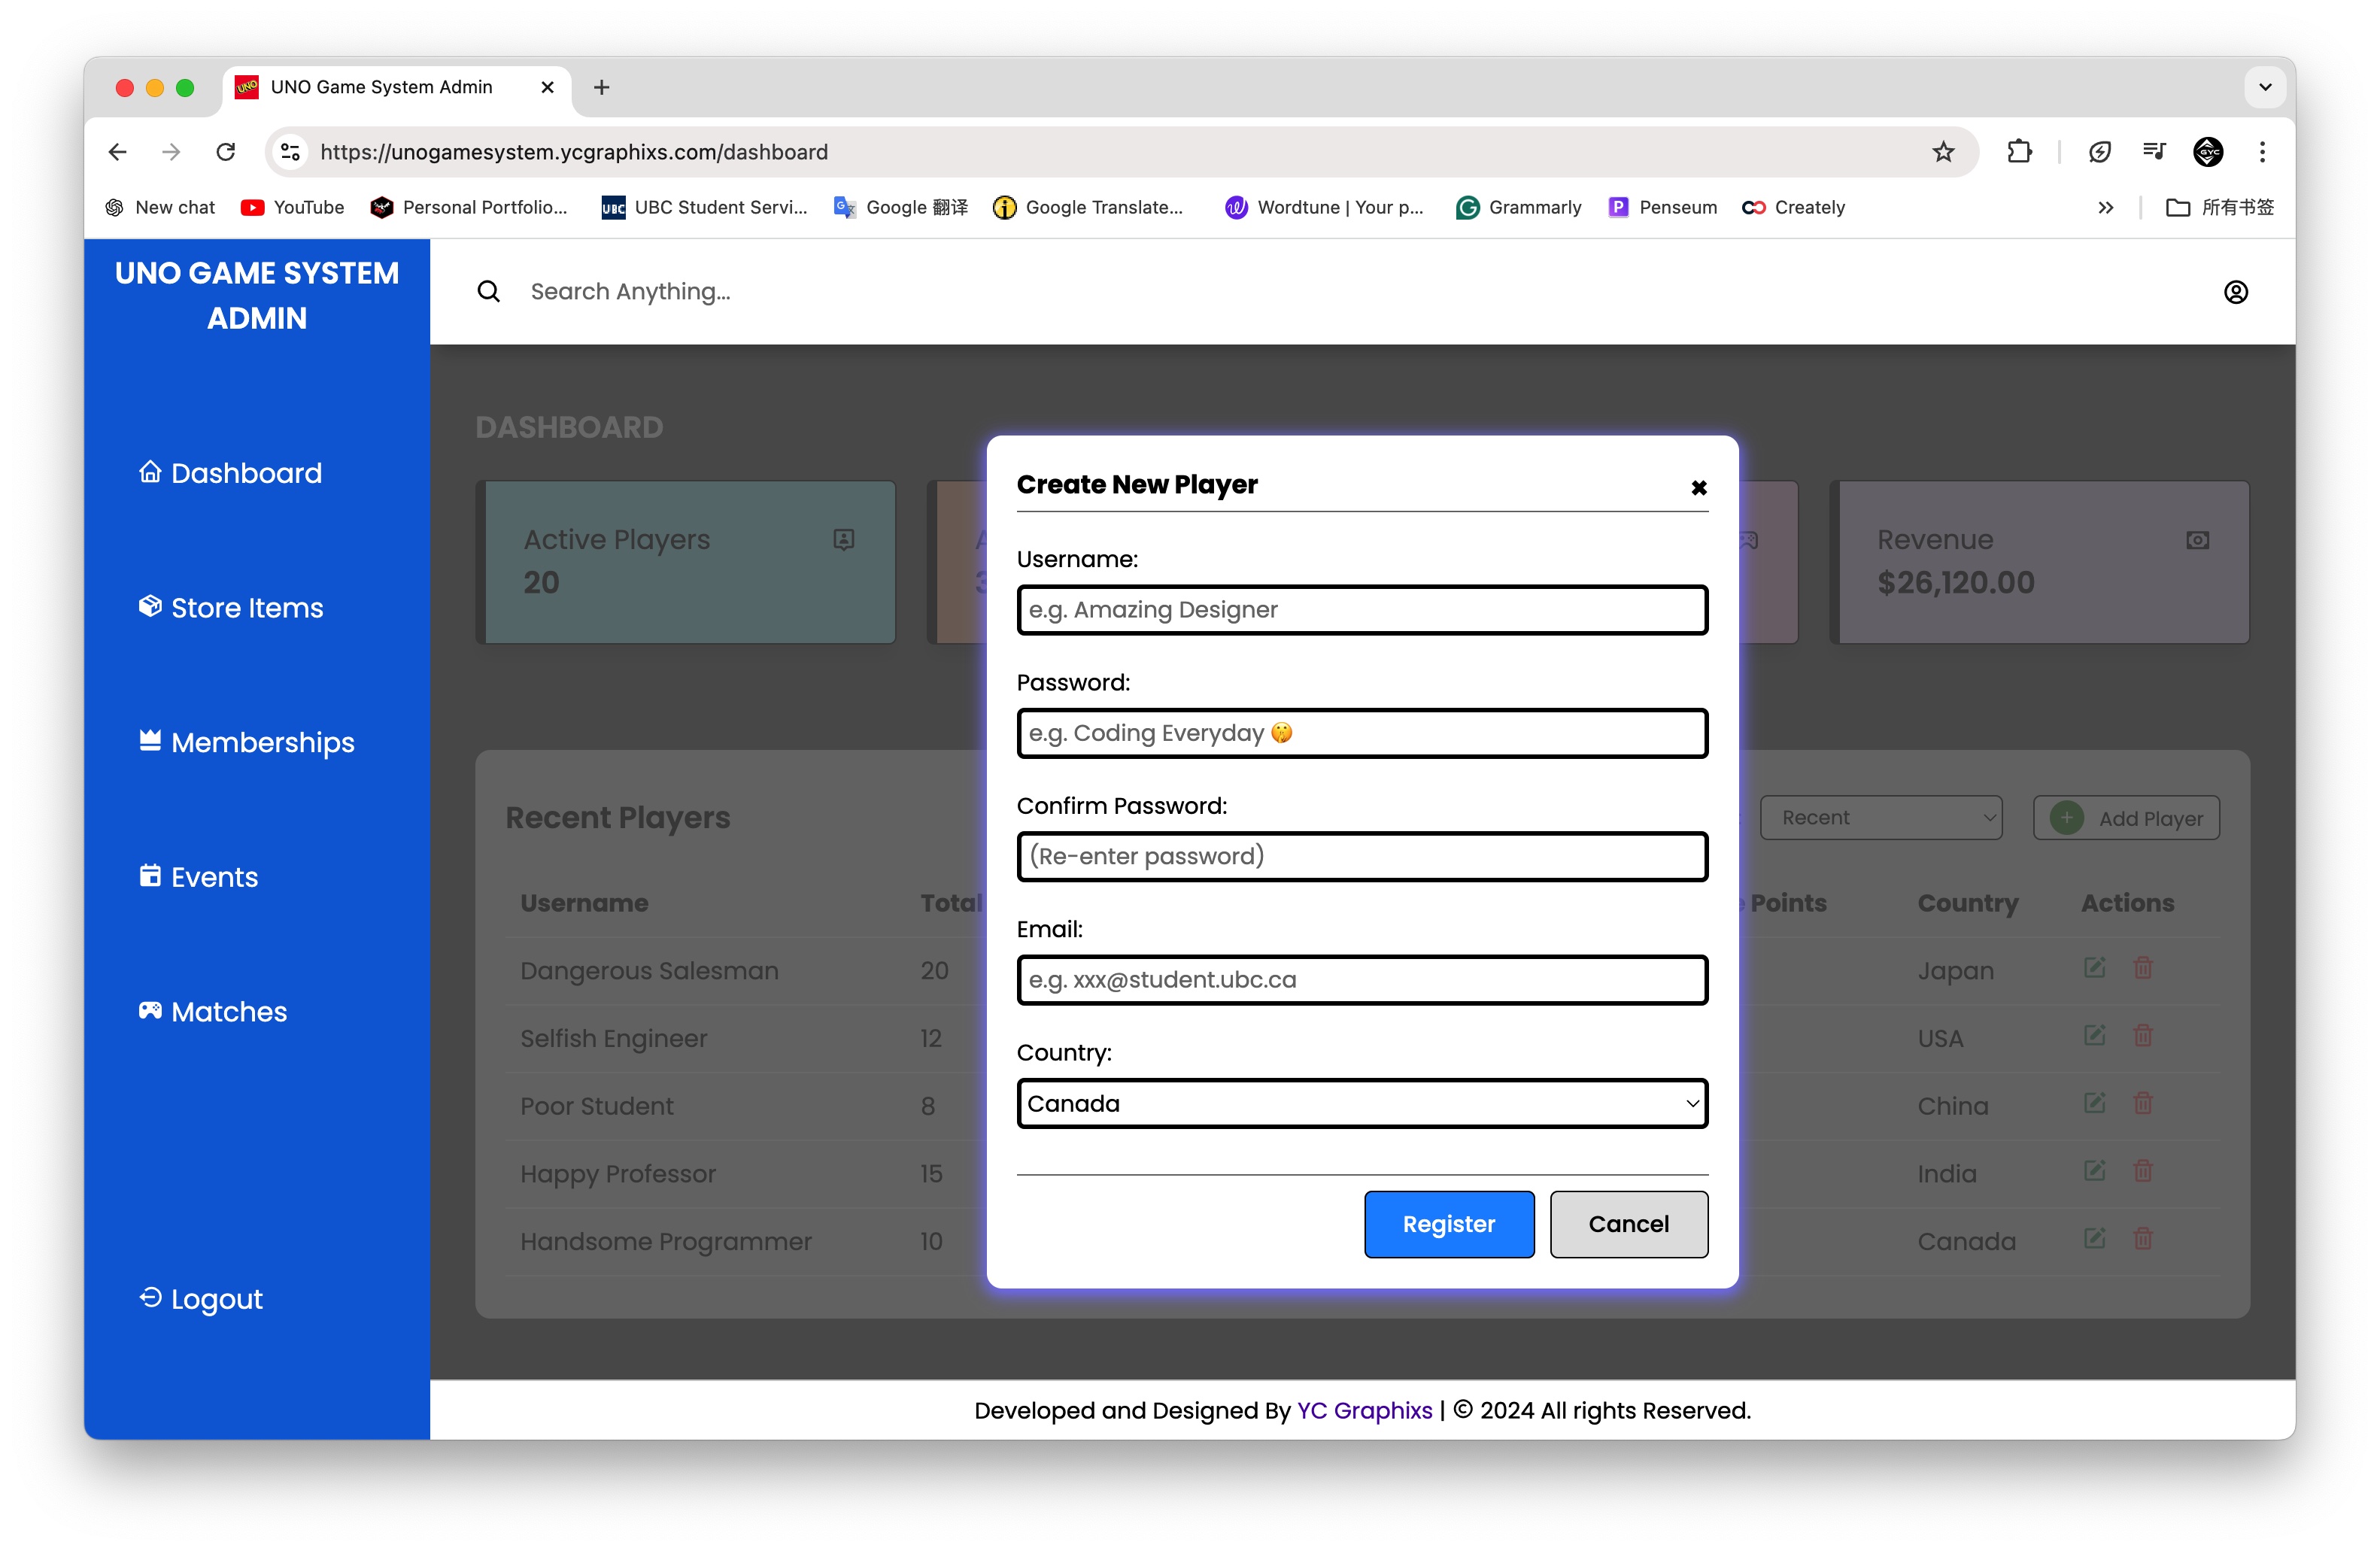 UNO Game System Admin
https://unogamesystem.ycgraphixs.com/dashboard
New chat YouTube Personal Portfolio... UBC UBC Student Servi... Google 翻译 Google Translate... Wordtune | Your p... Grammarly Penseum Creately 所有书签
UNO GAME SYSTEM
ADMIN
Search Anything...
Dashboard
Store Items
Memberships
Events
Matches
Logout
DASHBOARD
Active Players
20
Revenue
$26,120.00
Recent Players
Recent
Add Player
Username Total Points Country Actions
Dangerous Salesman 20 Japan
Selfish Engineer 12 USA
Poor Student 8 China
Happy Professor 15 India
Handsome Programmer 10 Canada
Create New Player
Username:
e.g. Amazing Designer
Password:
e.g. Coding Everyday 🤫
Confirm Password:
(Re-enter password)
Email:
e.g. xxx@student.ubc.ca
Country:
Canada
Register Cancel
Developed and Designed By YC Graphixs | © 2024 All rights Reserved.